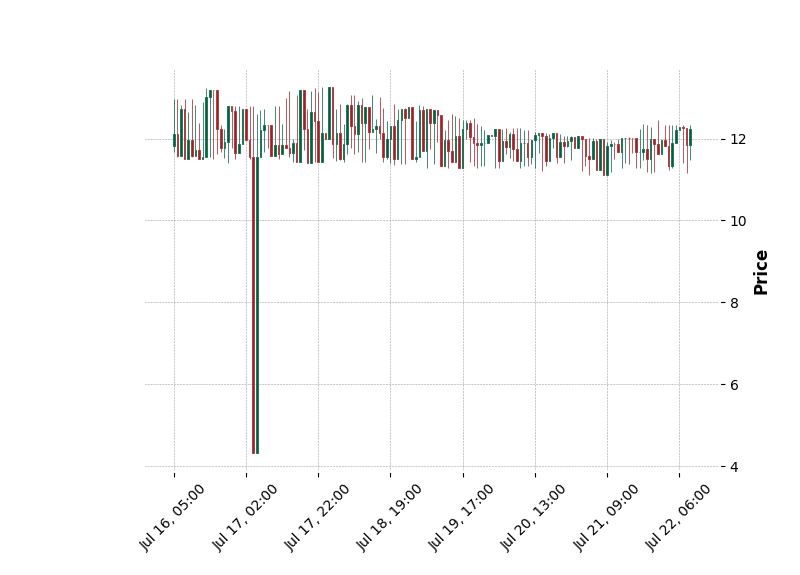 12
10
8
6
4
Price
Jul 16, 05:00
Jul 17, 02:00
Jul 17, 22:00
Jul 18, 19:00
Jul 19, 17:00
Jul 20, 13:00
Jul 21, 09:00
Jul 22, 06:00